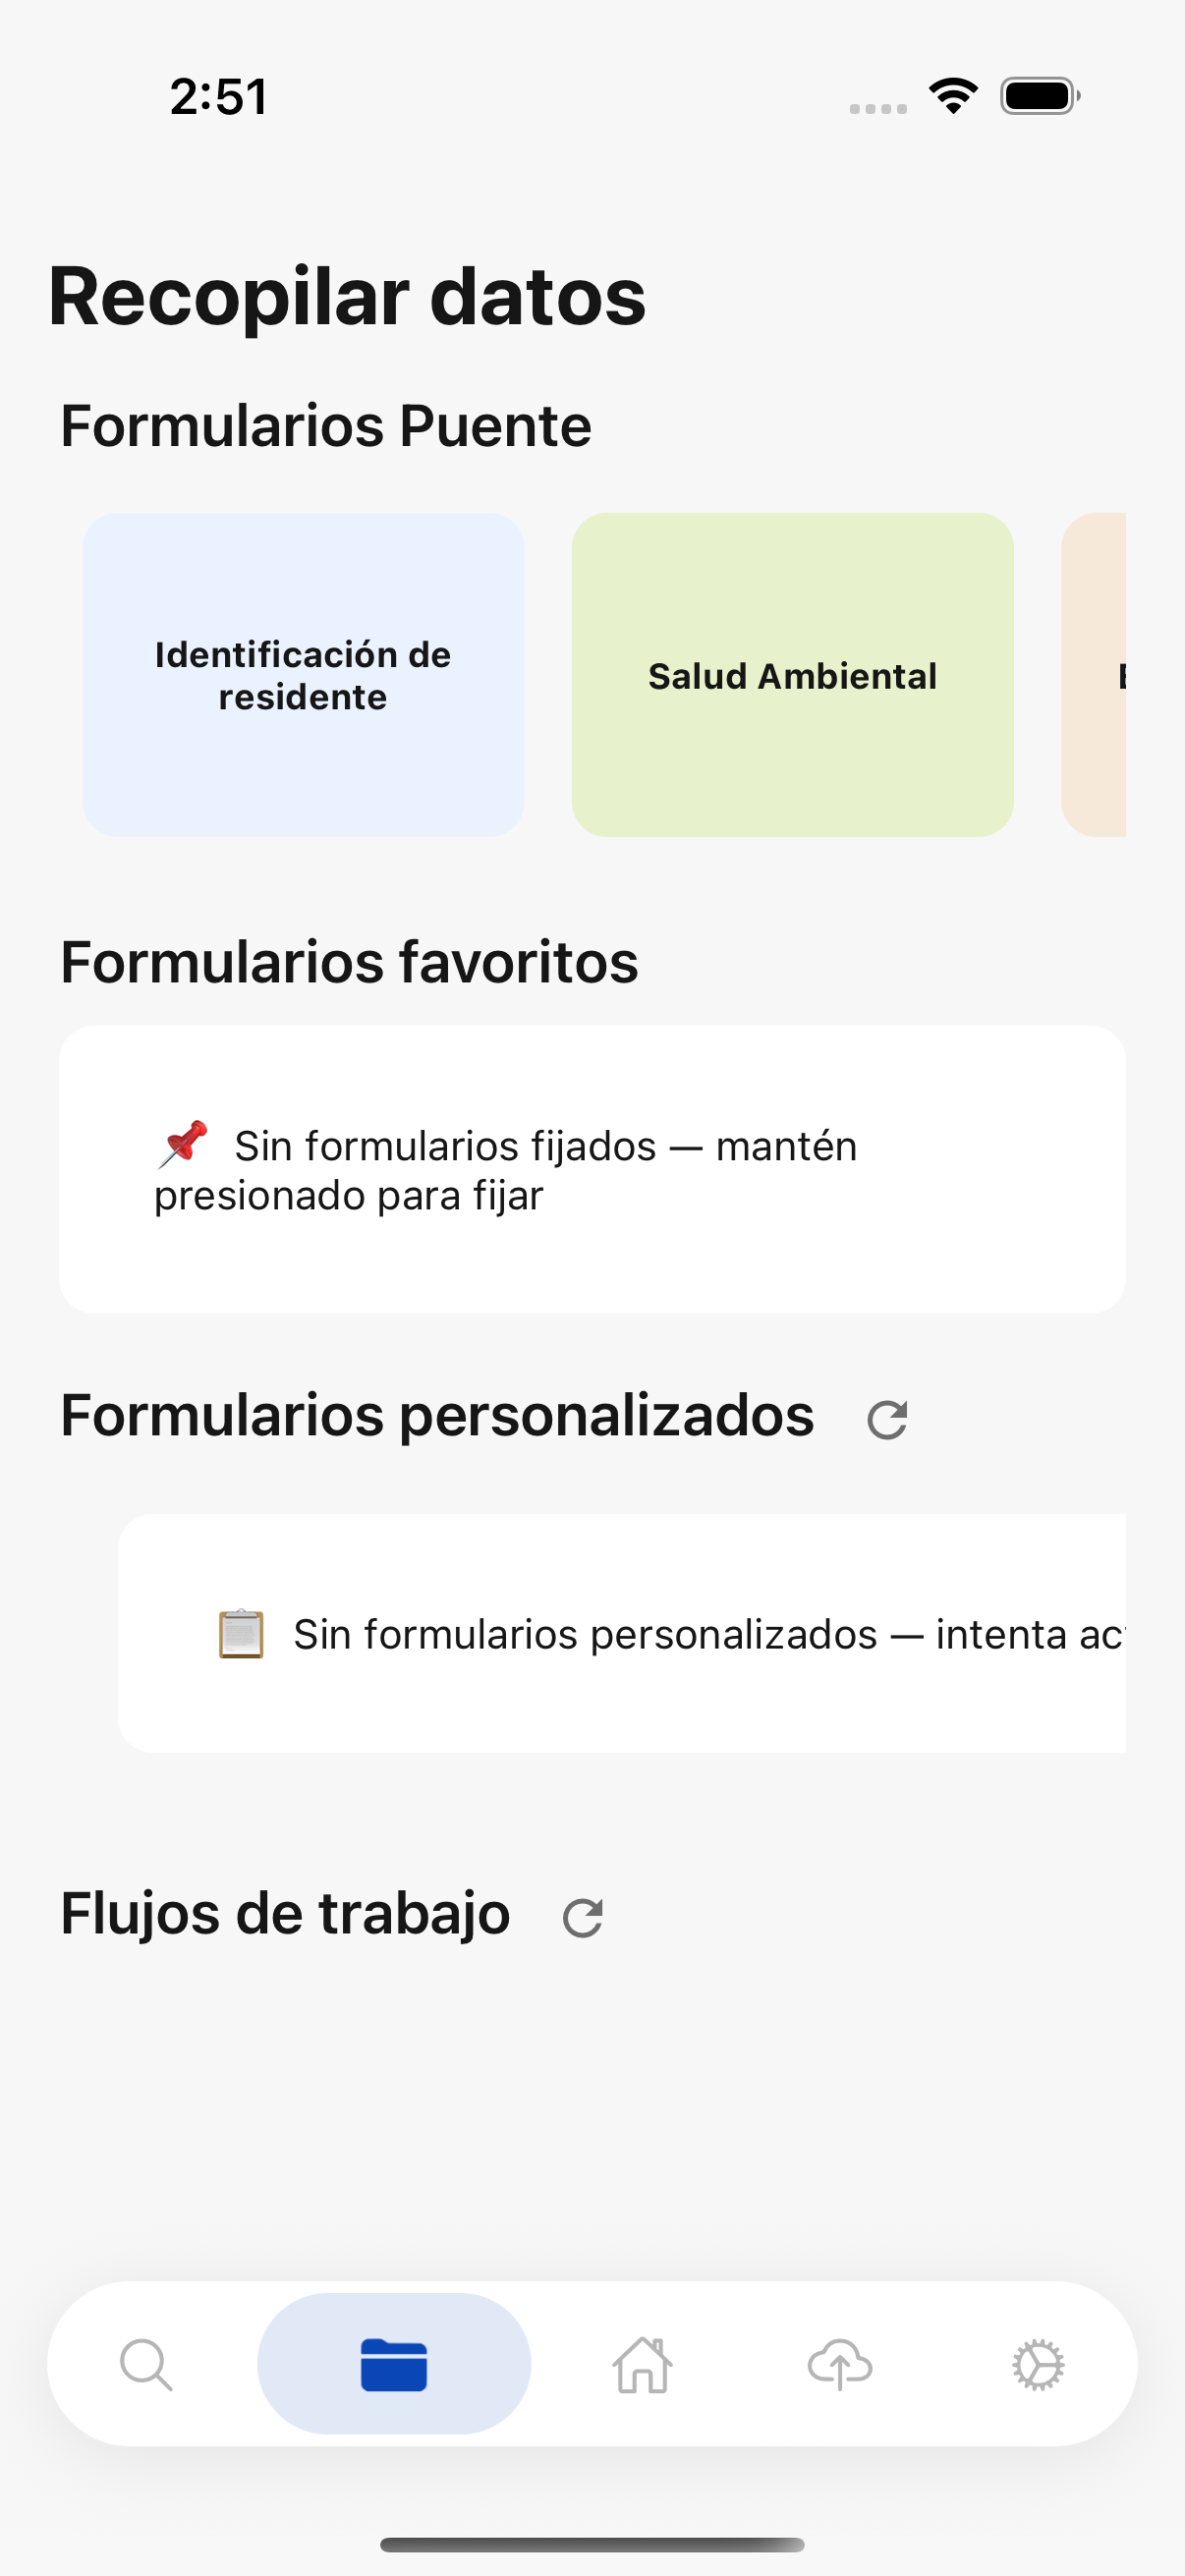 2:51
Recopilar datos
Formularios Puente
Identificación de
residente
Salud Ambiental
Formularios favoritos
📌 Sin formularios fijados — mantén
presionado para fijar
Formularios personalizados
📋 Sin formularios personalizados — intenta
Flujos de trabajo